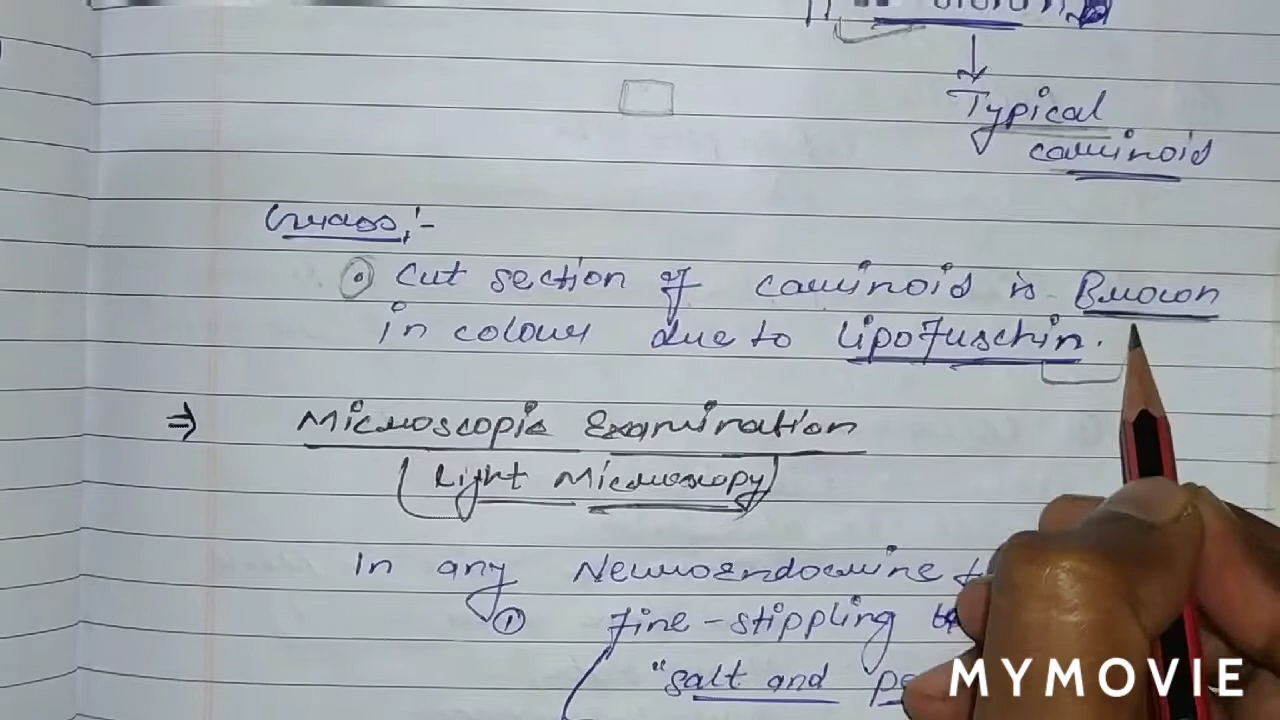 Typical
carcinoid
Gross:-
Cut section of carcinoid is Brown
in colour due to lipofuschin.
⇒ Microscopic Examination
(Light Microscopy)
In any Neuroendocrine
① fine-stippling
"salt and
MYMOVIE